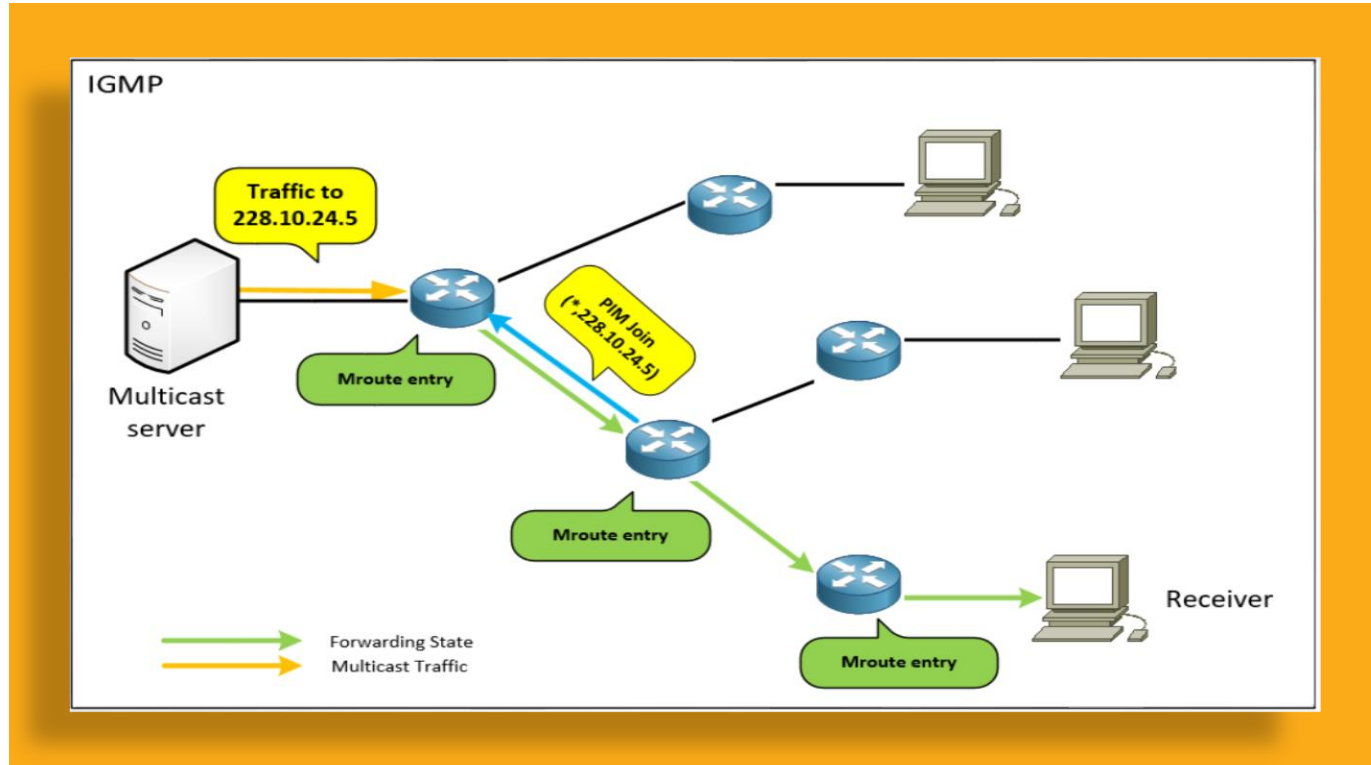 IGMP
Traffic to
228.10.24.5
PIM Join
(*,228.10.24.5)
Mroute entry
Multicast
server
Mroute entry
Receiver
Forwarding State
Multicast Traffic
Mroute entry